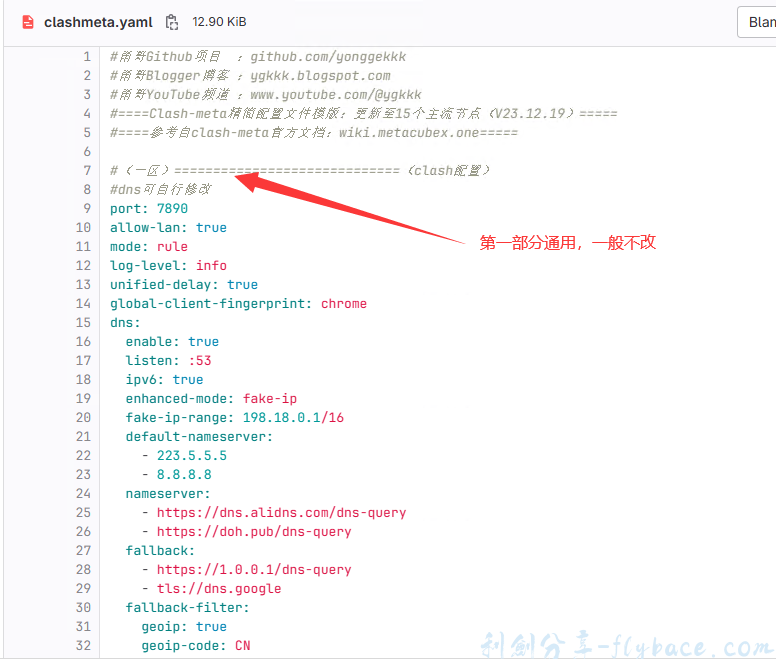 clashmeta.yaml 12.90 KiB
Blam
1 #甬哥Github项目 ：github.com/yonggekkk
2 #甬哥Blogger博客 ：ygkkk.blogspot.com
3 #甬哥YouTube频道 ：www.youtube.com/@ygkkk
4 #====Clash-meta精简配置文件模版：更新至15个主流节点（V23.12.19）=====
5 #====参考自clash-meta官方文档：wiki.metacubex.one=====
6
7 #（一区）=============================（clash配置）
8 #dns可自行修改
9 port: 7890
10 allow-lan: true
11 mode: rule
12 log-level: info
13 unified-delay: true
14 global-client-fingerprint: chrome
15 dns:
16 enable: true
17 listen: :53
18 ipv6: true
19 enhanced-mode: fake-ip
20 fake-ip-range: 198.18.0.1/16
21 default-nameserver:
22 - 223.5.5.5
23 - 8.8.8.8
24 nameserver:
25 - https://dns.alidns.com/dns-query
26 - https://doh.pub/dns-query
27 fallback:
28 - https://1.0.0.1/dns-query
29 - tls://dns.google
30 fallback-filter:
31 geoip: true
32 geoip-code: CN
第一部分通用，一般不改
利创分享-flybace.com